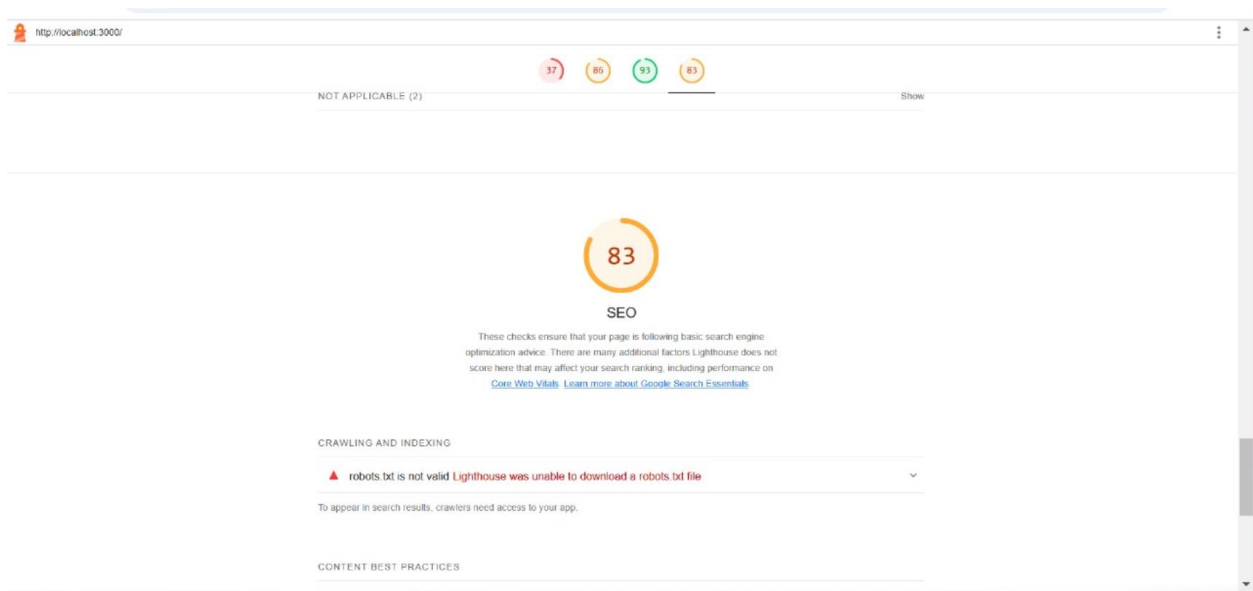 http://localhost:3000/
37 86 93 83
NOT APPLICABLE (2) Show
83
SEO
These checks ensure that your page is following basic search engine
optimization advice. There are many additional factors Lighthouse does not
score here that may affect your search ranking, including performance on
Core Web Vitals. Learn more about Google Search Essentials.
CRAWLING AND INDEXING
robots.txt is not valid Lighthouse was unable to download a robots.txt file
To appear in search results, crawlers need access to your app.
CONTENT BEST PRACTICES